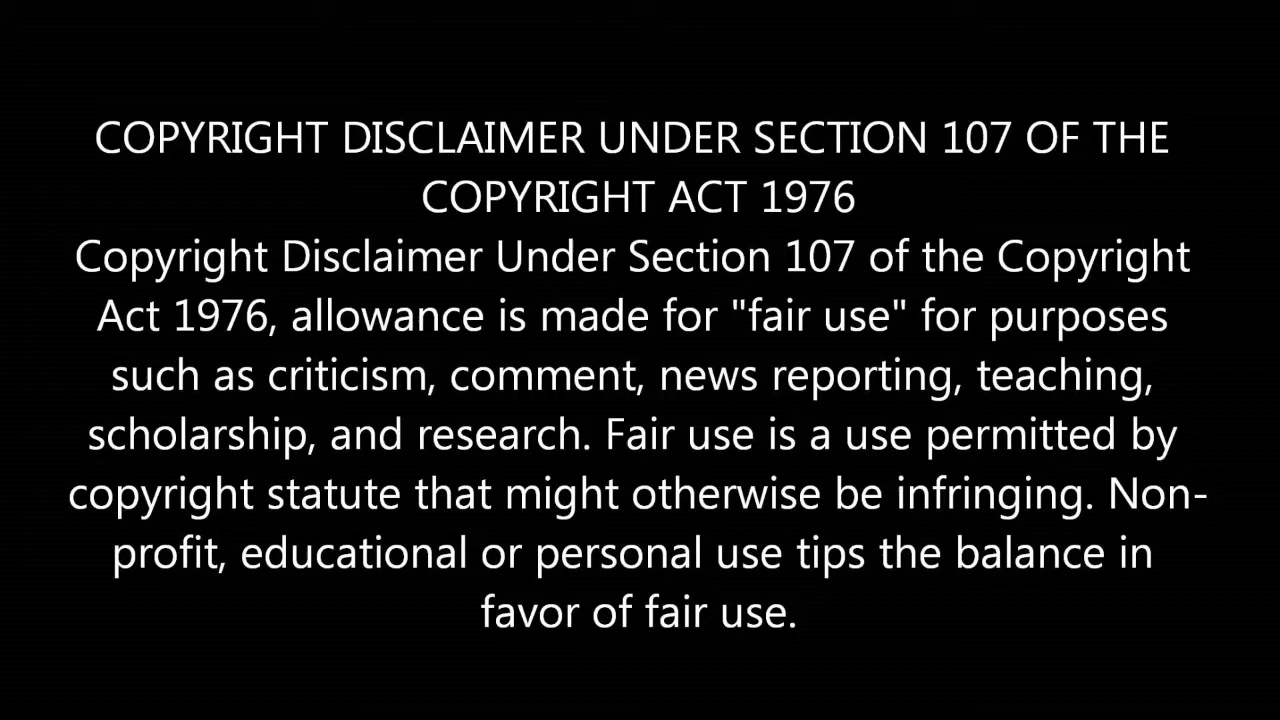 COPYRIGHT DISCLAIMER UNDER SECTION 107 OF THE
COPYRIGHT ACT 1976
Copyright Disclaimer Under Section 107 of the Copyright
Act 1976, allowance is made for "fair use" for purposes
such as criticism, comment, news reporting, teaching,
scholarship, and research. Fair use is a use permitted by
copyright statute that might otherwise be infringing. Non-
profit, educational or personal use tips the balance in
favor of fair use.